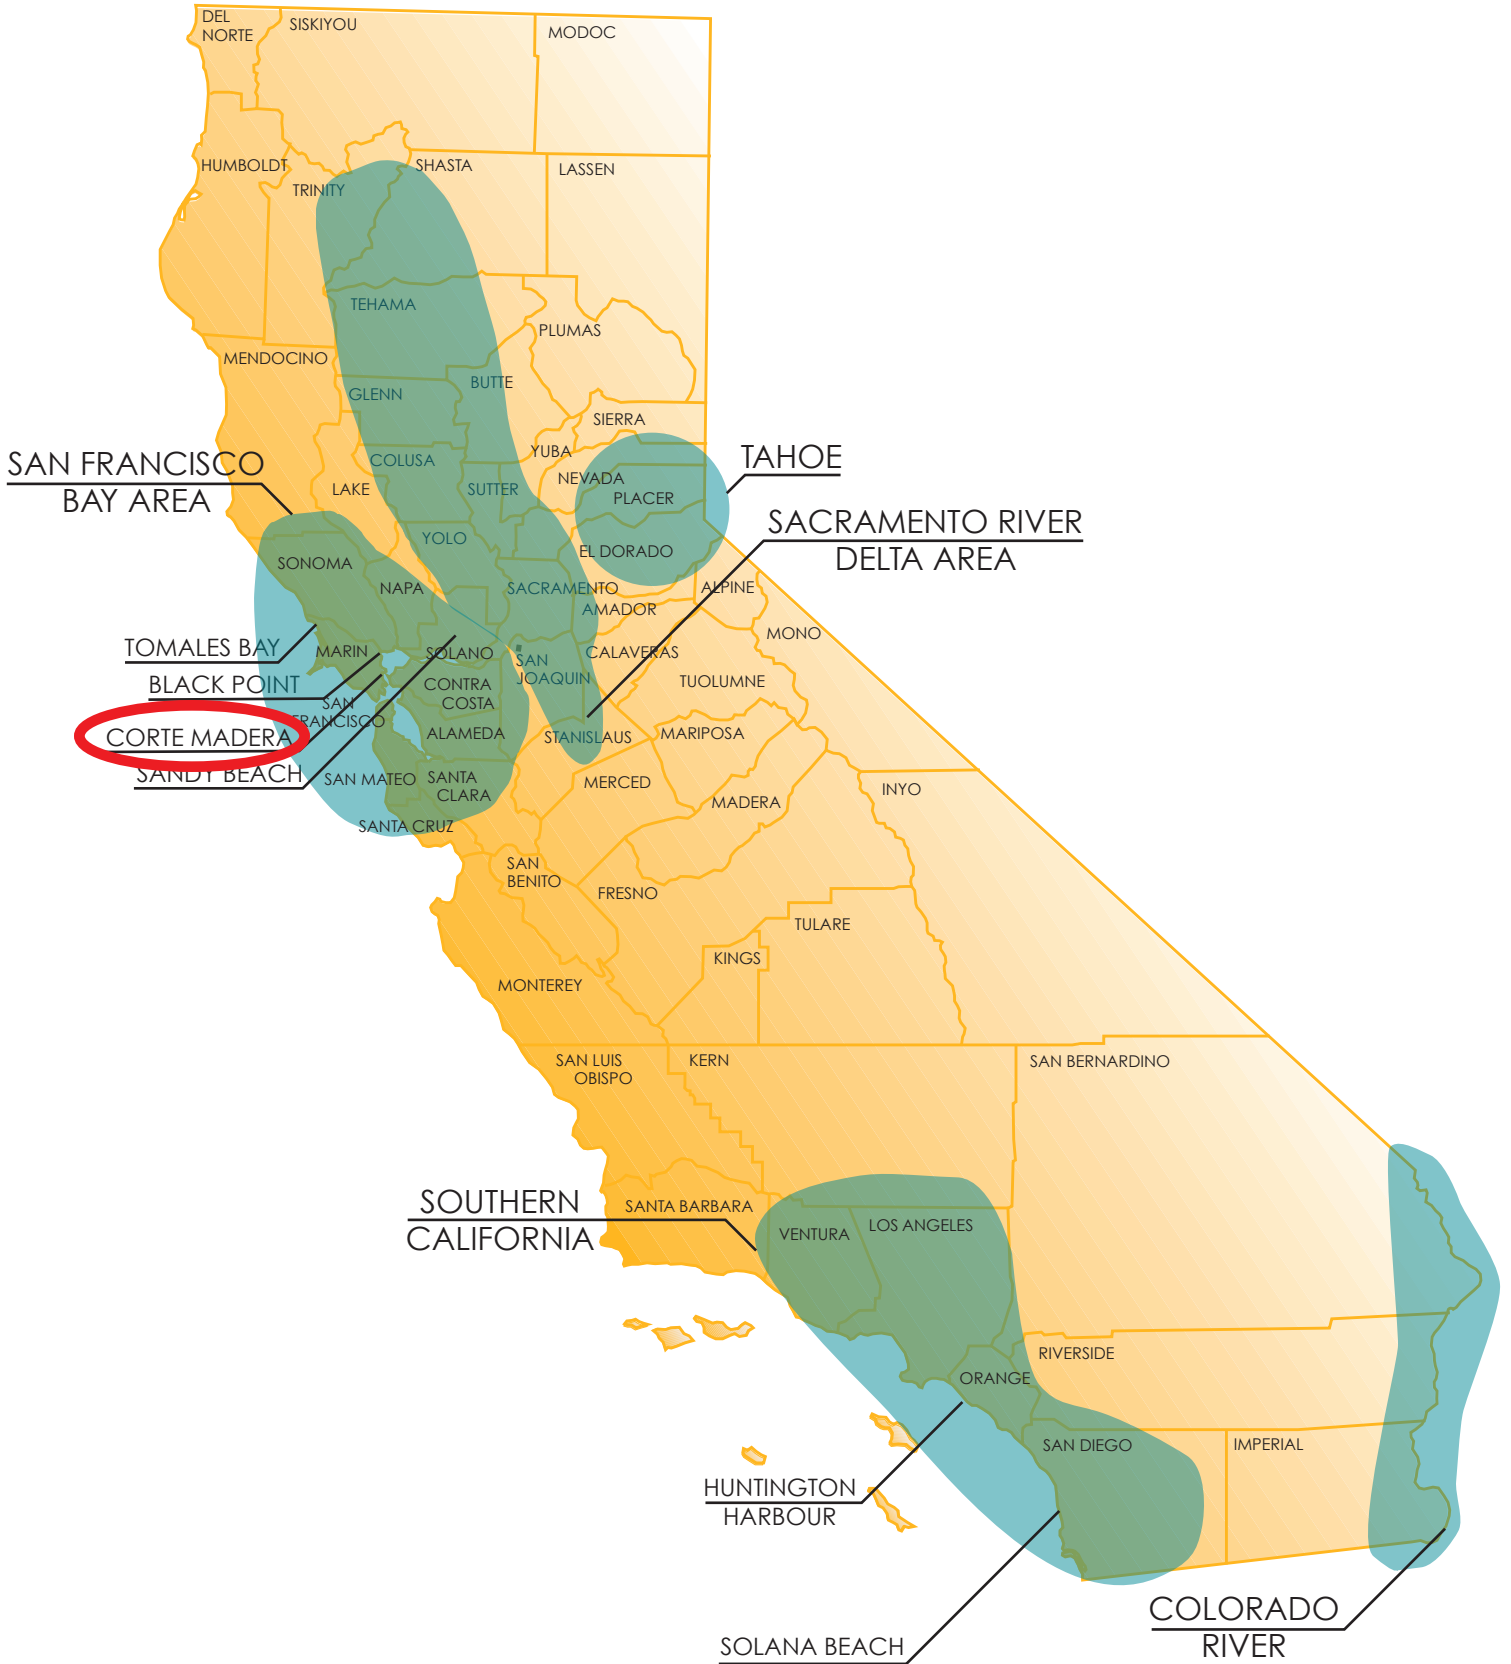 DEL
NORTE
SISKIYOU
MODOC
HUMBOLDT
TRINITY
SHASTA
LASSEN
TEHAMA
PLUMAS
MENDOCINO
GLENN
BUTTE
SIERRA
YUBA
COLUSA
LAKE
SUTTER
NEVADA
PLACER
TAHOE
SAN FRANCISCO
BAY AREA
SACRAMENTO RIVER
DELTA AREA
YOLO
EL DORADO
SONOMA
NAPA
SACRAMENTO
ALPINE
AMADOR
MONO
TOMALES BAY
MARIN
SOLANO
SAN
JOAQUIN
CALAVERAS
TUOLUMNE
BLACK POINT
CONTRA
COSTA
SAN
FRANCISCO
CORTE MADERA
ALAMEDA
STANISLAUS
MARIPOSA
SANDY BEACH
SAN MATEO
SANTA
CLARA
MERCED
MADERA
INYO
SANTA CRUZ
SAN
BENITO
FRESNO
TULARE
KINGS
MONTEREY
SAN LUIS
OBISPO
KERN
SAN BERNARDINO
SOUTHERN
CALIFORNIA
SANTA BARBARA
VENTURA
LOS ANGELES
RIVERSIDE
ORANGE
SAN DIEGO
IMPERIAL
HUNTINGTON
HARBOUR
COLORADO
RIVER
SOLANA BEACH